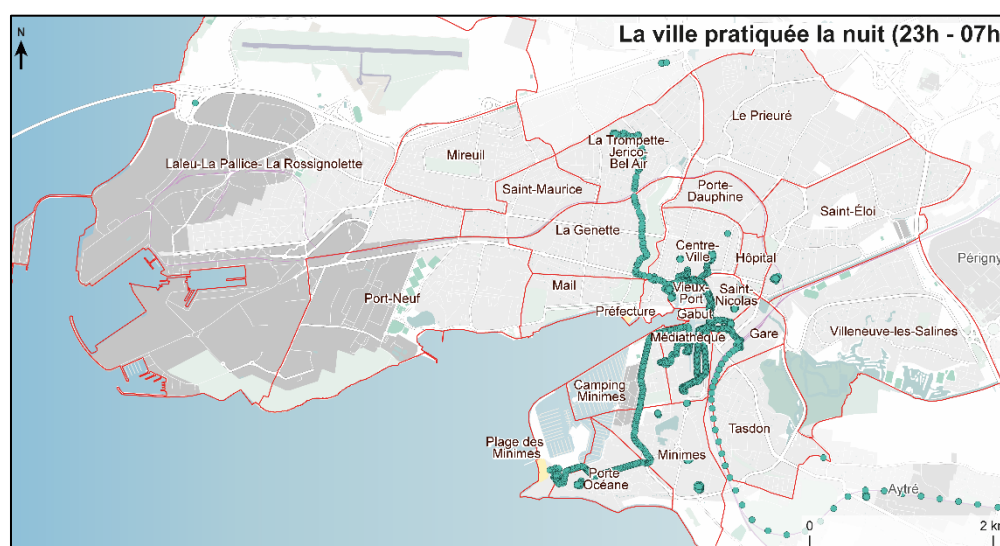 La ville pratiquée la nuit (23h - 07h
N
Le Prieuré
La Trompette-
Jerico-
Bel Air
Mireuil
Laleu-La Pallice- La Rossignolette
Saint-Maurice
Porte-
Dauphine
Saint-Éloi
La Genette
Centre-
Ville
Hôpital
Périgny
Mail
Vieux-
Port
Saint-
Nicolas
Port-Neuf
Préfecture
Gabut
Gare
Villeneuve-les-Salines
Médiathèque
Camping
Minimes
Tasdon
Plage des
Minimes
Minimes
Porte
Océane
Aytré
0
2 km